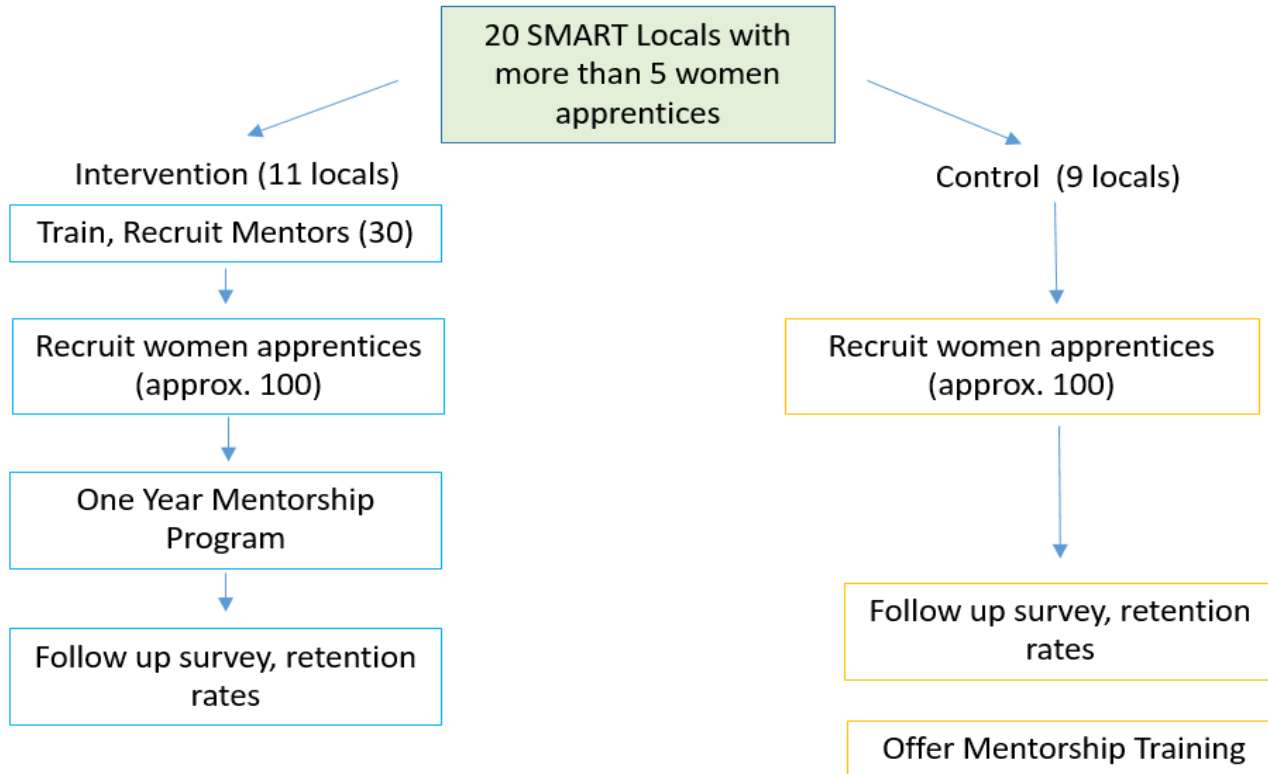 20 SMART Locals with
more than 5 women
apprentices
Intervention (11 locals)
Train, Recruit Mentors (30)
Recruit women apprentices
(approx. 100)
One Year Mentorship
Program
Follow up survey, retention
rates
Control (9 locals)
Recruit women apprentices
(approx. 100)
Follow up survey, retention
rates
Offer Mentorship Training